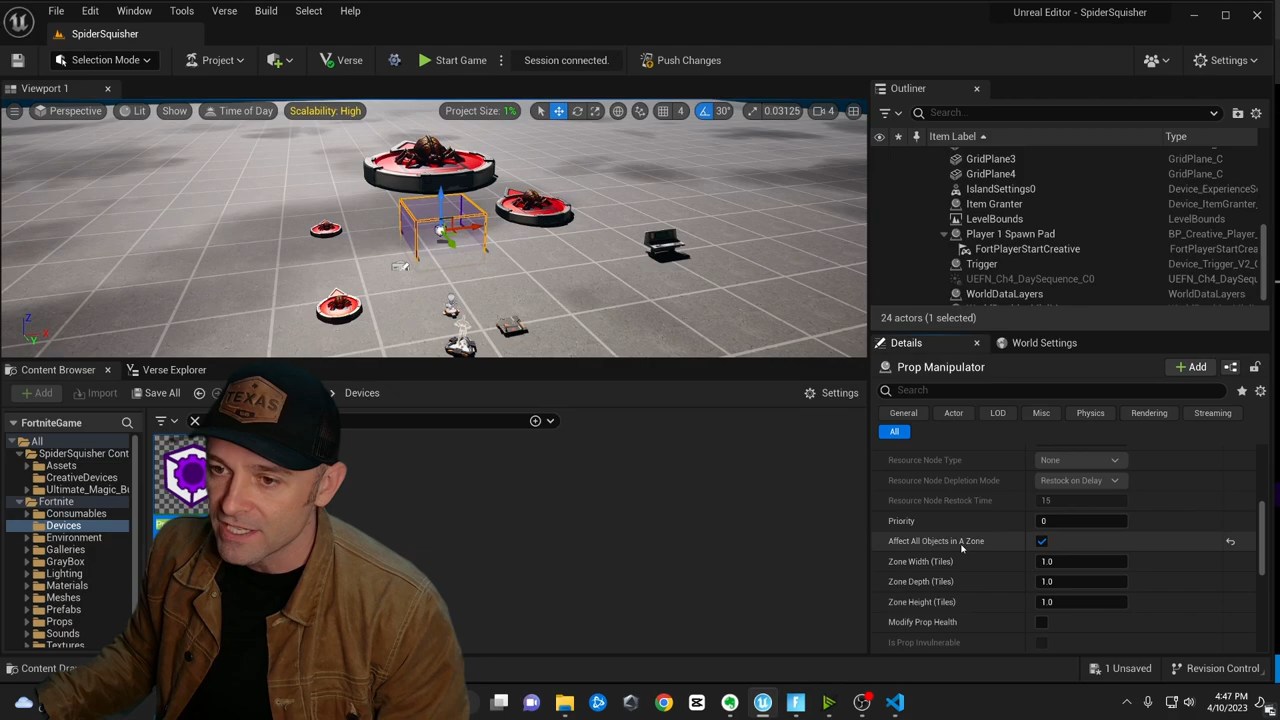 File Edit Window Tools Verse Build Select Help
Unreal Editor - SpiderSquisher
SpiderSquisher
Selection Mode Project Verse Start Game Session connected. Push Changes Settings
Viewport 1
Perspective Lit Show Time of Day Scalability: High Project Size: 1% 4 30° 0.03125 4
Outliner
Search...
Item Label Type
GridPlane3 GridPlane_C
GridPlane4 GridPlane_C
IslandSettings0 Device_ExperienceS
Item Granter Device_ItemGranter_
LevelBounds LevelBounds
Player 1 Spawn Pad BP_Creative_Player_
FortPlayerStartCreative FortPlayerStartCrea
Trigger Device_Trigger_V2_C
UEFN_Ch4_DaySequence_C0 UEFN_Ch4_DaySeq
WorldDataLayers WorldDataLayers
24 actors (1 selected)
Z
X
Y
Details World Settings
Prop Manipulator Add
Search
General Actor LOD Misc Physics Rendering Streaming
All
Resource Node Type None
Resource Node Depletion Mode Restock on Delay
Resource Node Restock Time 15
Priority 0
Affect All Objects in A Zone
Zone Width (Tiles) 1.0
Zone Depth (Tiles) 1.0
Zone Height (Tiles) 1.0
Modify Prop Health
Is Prop Invulnerable
Content Browser Verse Explorer
Add Import Save All Devices Settings
FortniteGame
All
SpiderSquisher Cont
Assets
CreativeDevices
Ultimate_Magic_Bu
Fortnite
Consumables
Devices
Environment
Galleries
GrayBox
Lighting
Materials
Meshes
Prefabs
Props
Sounds
Textures
TEXAS
Content Dra
1 Unsaved Revision Control
4:47 PM
4/10/2023